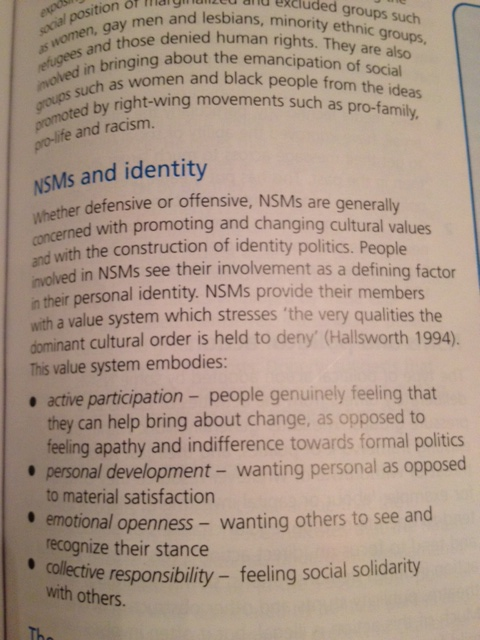 exposing the
social position of marginalized and excluded groups such
as women, gay men and lesbians, minority ethnic groups,
refugees and those denied human rights. They are also
involved in bringing about the emancipation of social
groups such as women and black people from the ideas
promoted by right-wing movements such as pro-family,
pro-life and racism.
NSMs and identity
Whether defensive or offensive, NSMs are generally
concerned with promoting and changing cultural values
and with the construction of identity politics. People
involved in NSMs see their involvement as a defining factor
in their personal identity. NSMs provide their members
with a value system which stresses 'the very qualities the
dominant cultural order is held to deny' (Hallsworth 1994).
This value system embodies:
● active participation – people genuinely feeling that
they can help bring about change, as opposed to
feeling apathy and indifference towards formal politics
● personal development – wanting personal as opposed
to material satisfaction
● emotional openness – wanting others to see and
recognize their stance
● collective responsibility – feeling social solidarity
with others.
The